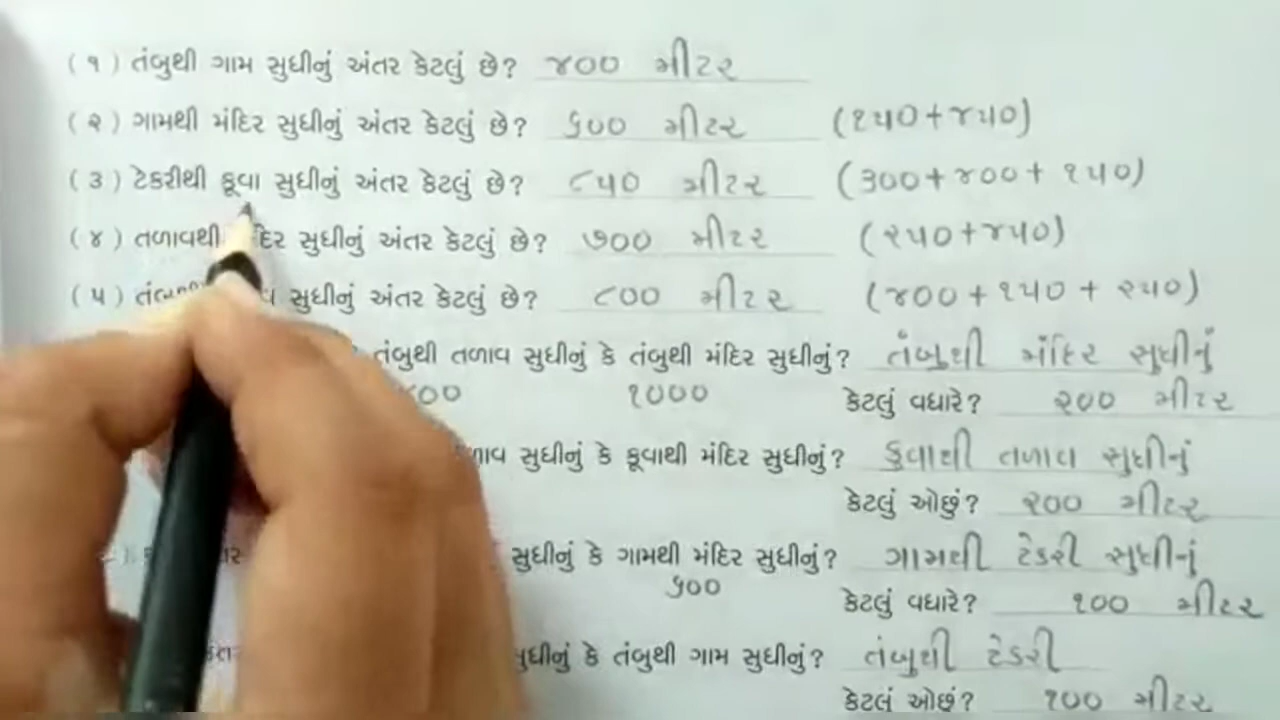 (૧) તંબુથી ગામ સુધીનું અંતર કેટલું છે? ૪૦૦ મીટર
(૨) ગામથી મંદિર સુધીનું અંતર કેટલું છે? ૬૦૦ મીટર (૧૫૦+૪૫૦)
(૩) ટેકરીથી કૂવા સુધીનું અંતર કેટલું છે? ૮૫૦ મીટર (૩૦૦+૪૦૦+૧૫૦)
(૪) તળાવથી મંદિર સુધીનું અંતર કેટલું છે? ૭૦૦ મીટર (૨૫૦+૪૫૦)
(૫) સુધીનું અંતર કેટલું છે? ૮૦૦ મીટર (૪૦૦+૧૫૦+૨૫૦)
તંબુથી તળાવ સુધીનું કે તંબુથી મંદિર સુધીનું? તંબુથી મંદિર સુધીનું
૧૦૦૦ કેટલું વધારે? ૨૦૦ મીટર
સુધીનું કે કૂવાથી મંદિર સુધીનું? કુવાથી તળાવ સુધીનું
કેટલું ઓછું? ૨૦૦ મીટર
સુધીનું કે ગામથી મંદિર સુધીનું? ગામથી ટેકરી સુધીનું
૬૦૦ કેટલું વધારે? ૧૦૦ મીટર
સુધીનું કે તંબુથી ગામ સુધીનું? તંબુથી ટેકરી
કેટલું ઓછું? ૧૦૦ મીટર